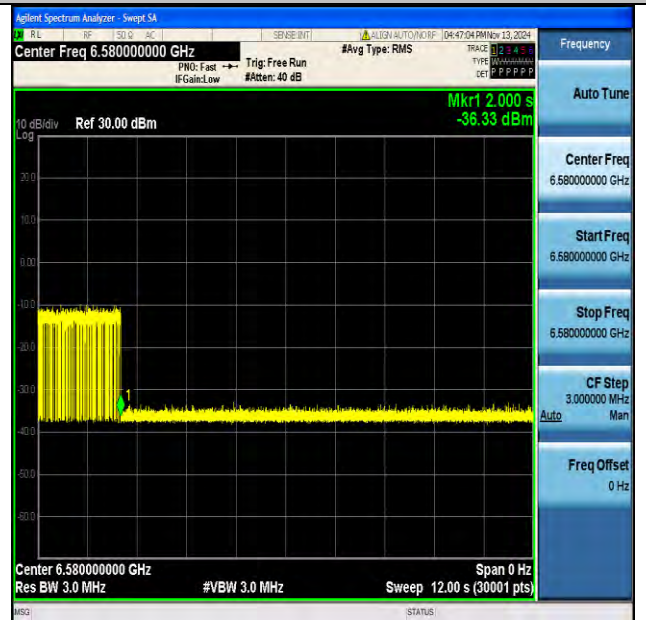 Agilent Spectrum Analyzer - Swept SA
RL RF 50 Ω AC SENSE:INT ALIGN AUTO/NO RF 04:47:04 PM Nov 13, 2024
Center Freq 6.580000000 GHz #Avg Type: RMS TRACE 1 2 3 4 5 6
PNO: Fast Trig: Free Run TYPE
IFGain:Low #Atten: 40 dB DET P P P P P P
Frequency
Auto Tune
Mkr1 2.000 s
10 dB/div Ref 30.00 dBm -36.33 dBm
Log
20.0
10.0
0.00
-10.0
-20.0
-30.0
-40.0
-50.0
-60.0
1
Center Freq
6.580000000 GHz
Start Freq
6.580000000 GHz
Stop Freq
6.580000000 GHz
CF Step
3.000000 MHz
Auto Man
Freq Offset
0 Hz
Center 6.580000000 GHz Span 0 Hz
Res BW 3.0 MHz #VBW 3.0 MHz Sweep 12.00 s (30001 pts)
MSG STATUS